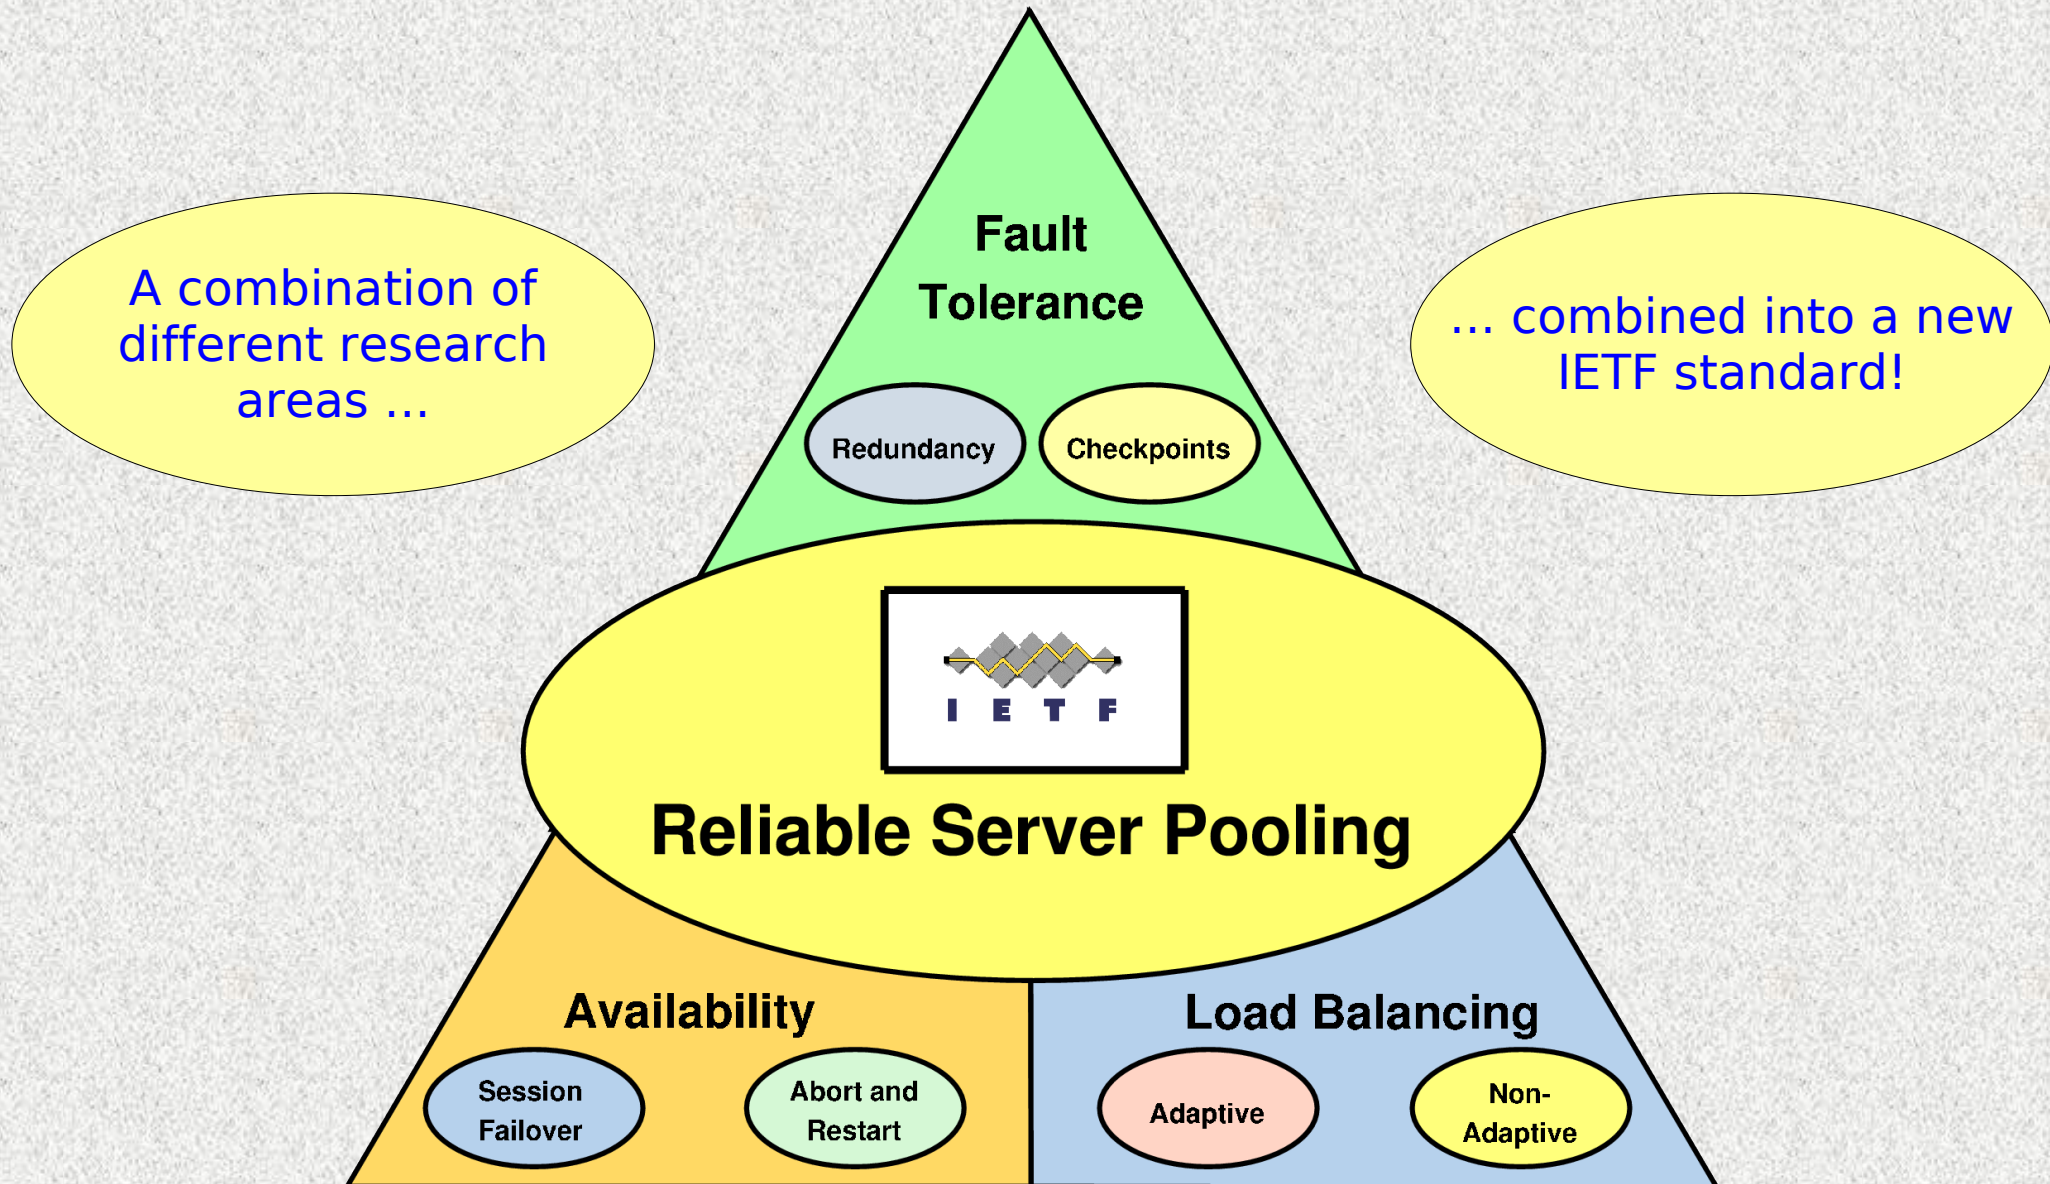 Fault
Tolerance
A combination of
different research
areas ...
... combined into a new
IETF standard!
Redundancy
Checkpoints
I E T F
Reliable Server Pooling
Availability
Load Balancing
Session
Failover
Abort and
Restart
Adaptive
Non-
Adaptive